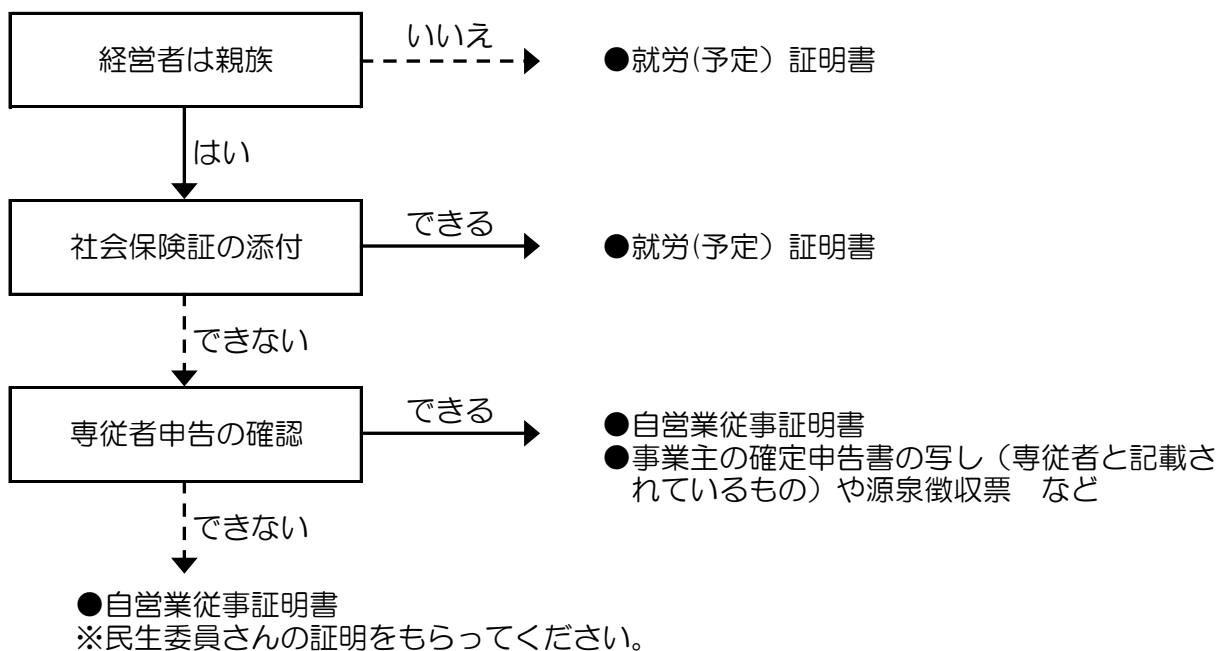 経営者は親族
いいえ
●就労(予定）証明書
はい
社会保険証の添付
できる
●就労(予定）証明書
できない
専従者申告の確認
できる
●自営業従事証明書
●事業主の確定申告書の写し（専従者と記載さ
れているもの）や源泉徴収票　など
できない
●自営業従事証明書
※民生委員さんの証明をもらってください。